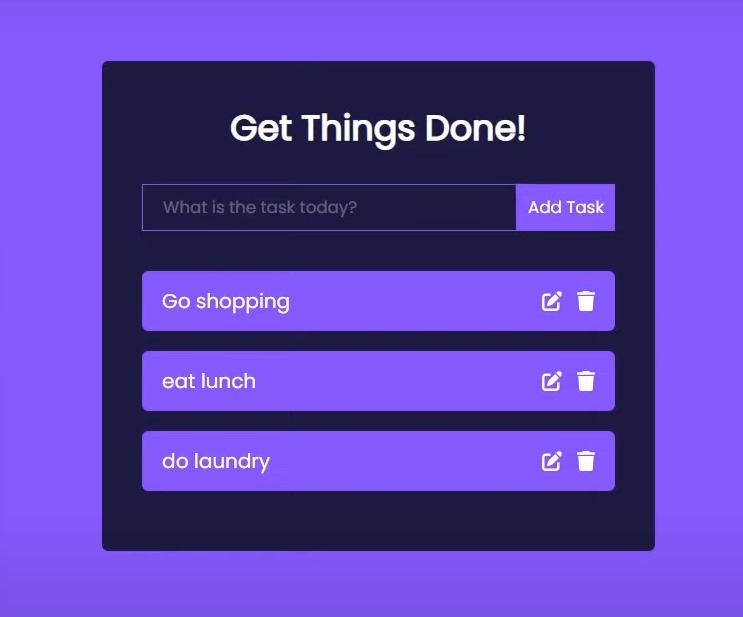 Get Things Done!
What is the task today?
Add Task
Go shopping
eat lunch
do laundry